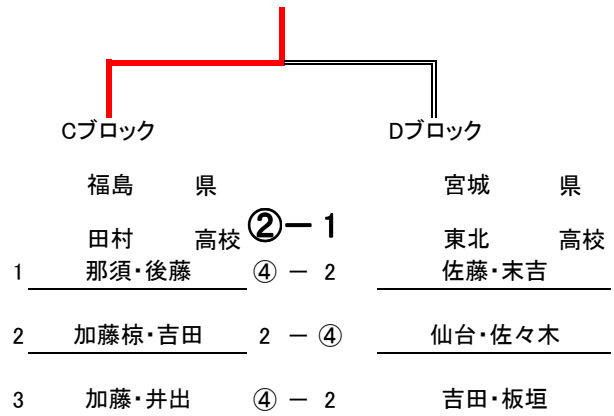 Cブロック Dブロック
福島 県 宮城 県
田村 高校 ②－1 東北 高校
1 那須・後藤 ④ － 2 佐藤・末吉
2 加藤椋・吉田 2 － ④ 仙台・佐々木
3 加藤・井出 ④ － 2 吉田・板垣